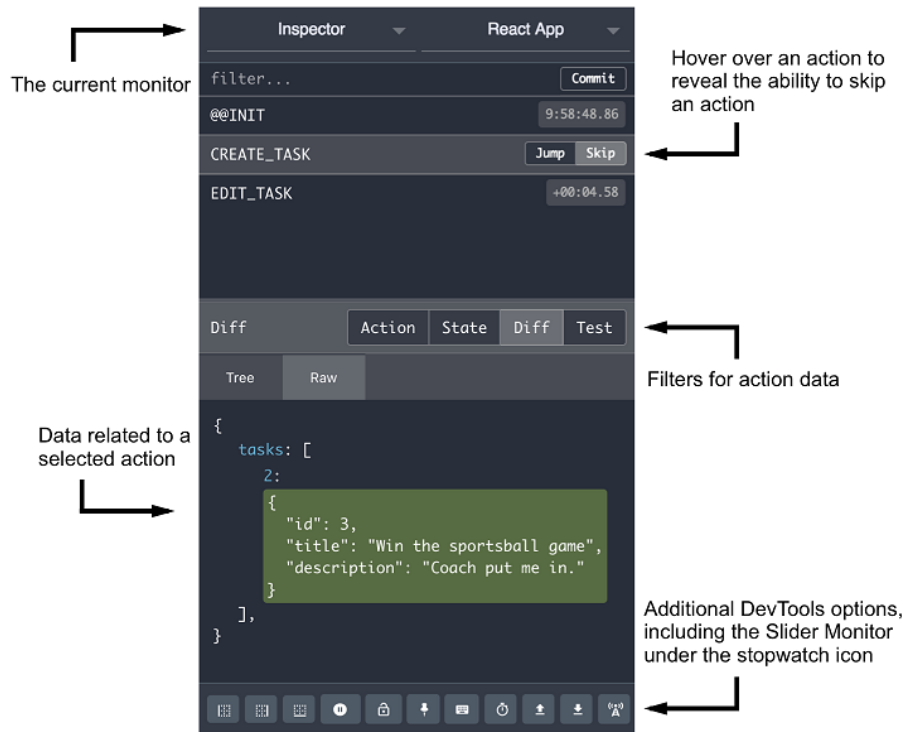 Inspector
React App
The current monitor
filter...
Commit
Hover over an action to
reveal the ability to skip
an action
@@INIT
9:58:48.86
CREATE_TASK
Jump
Skip
EDIT_TASK
+00:04.58
Diff
Action
State
Diff
Test
Filters for action data
Tree
Raw
Data related to a
selected action
{
tasks: [
2:
{
"id": 3,
"title": "Win the sportsball game",
"description": "Coach put me in."
}
],
}
Additional DevTools options,
including the Slider Monitor
under the stopwatch icon